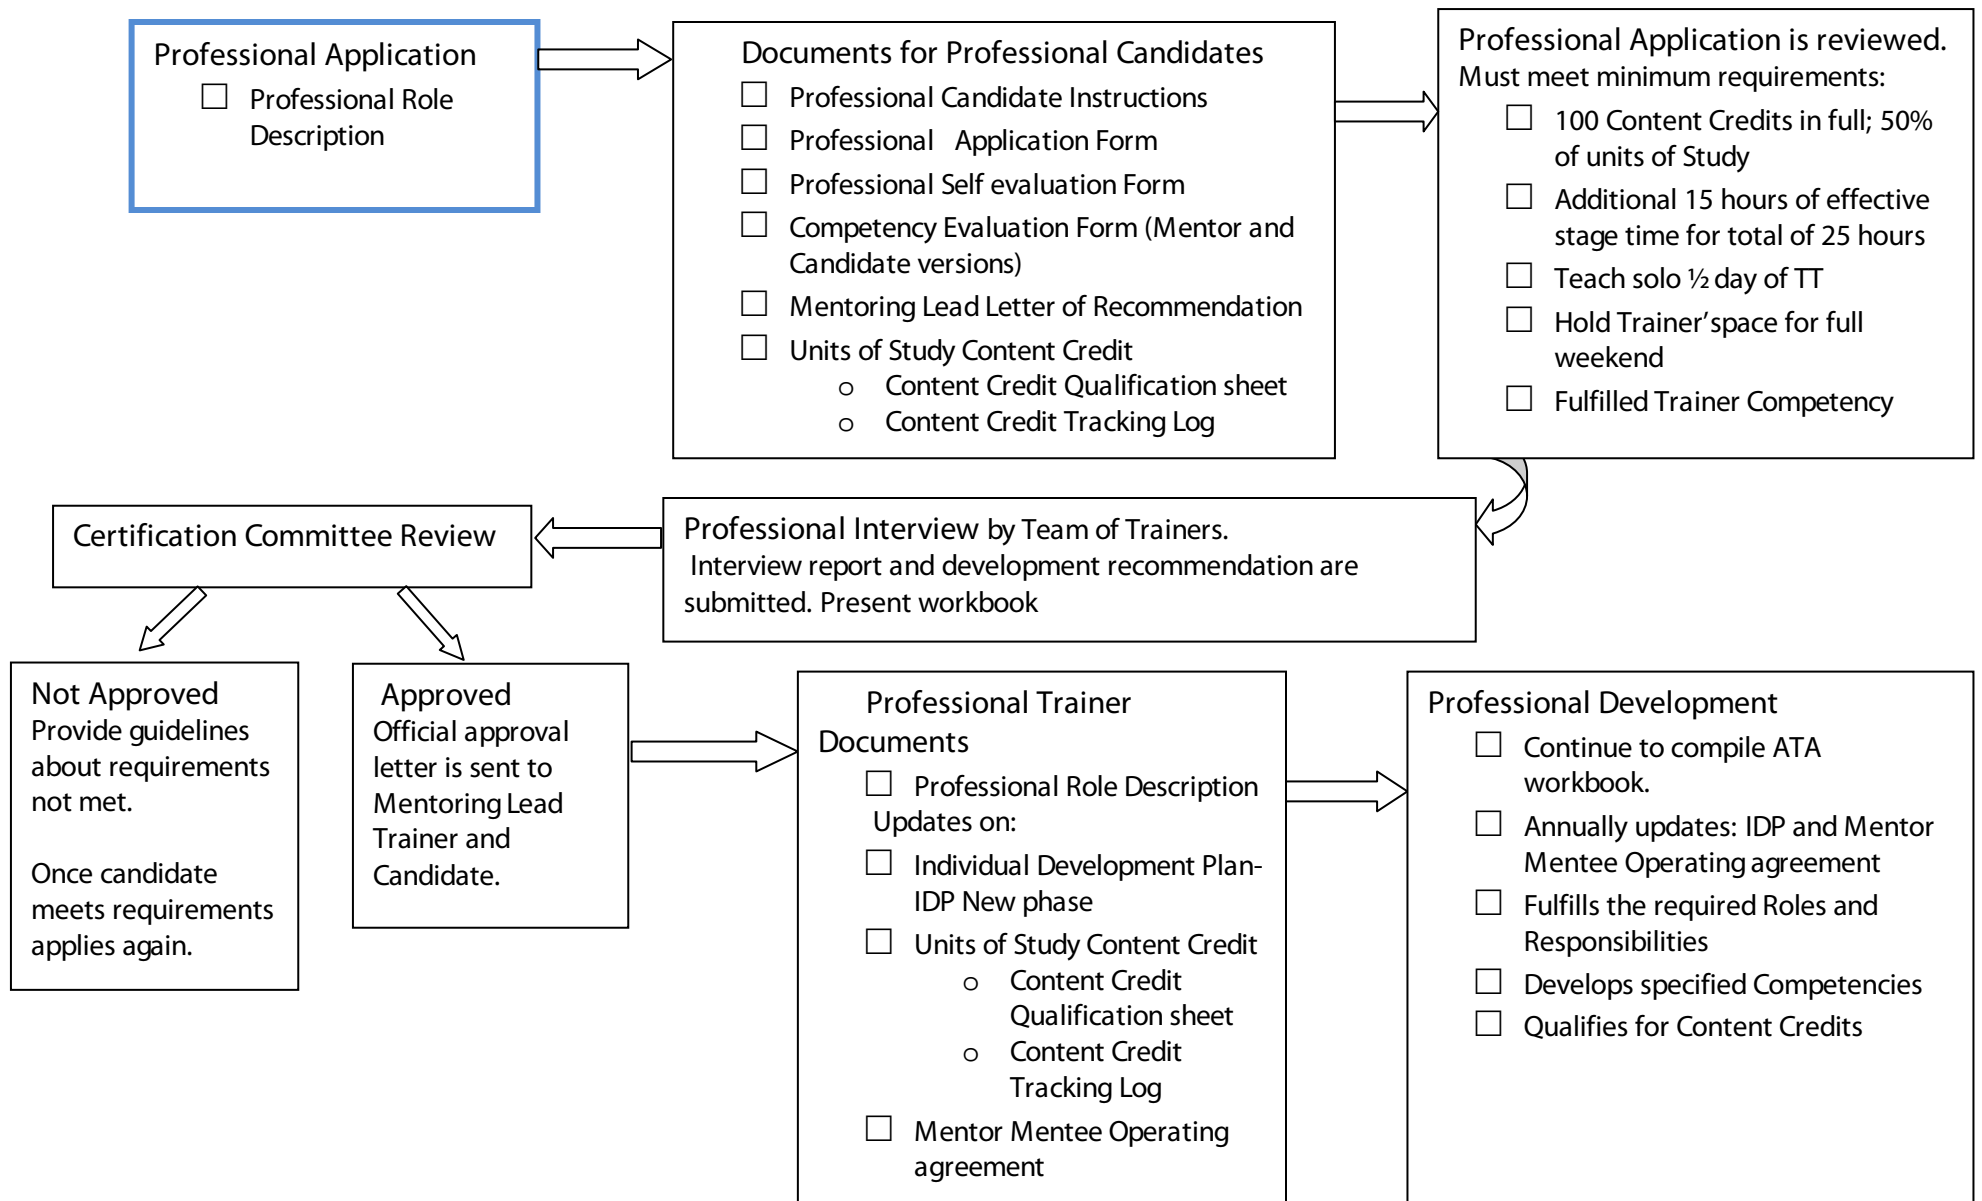 Professional Application
☐ Professional Role
Description
Documents for Professional Candidates
☐ Professional Candidate Instructions
☐ Professional Application Form
☐ Professional Self evaluation Form
☐ Competency Evaluation Form (Mentor and
Candidate versions)
☐ Mentoring Lead Letter of Recommendation
☐ Units of Study Content Credit
o Content Credit Qualification sheet
o Content Credit Tracking Log
Professional Application is reviewed.
Must meet minimum requirements:
☐ 100 Content Credits in full; 50%
of units of Study
☐ Additional 15 hours of effective
stage time for total of 25 hours
☐ Teach solo ½ day of TT
☐ Hold Trainer’space for full
weekend
☐ Fulfilled Trainer Competency
Professional Interview by Team of Trainers.
Interview report and development recommendation are
submitted. Present workbook
Certification Committee Review
Not Approved
Provide guidelines
about requirements
not met.
Once candidate
meets requirements
applies again.
Approved
Official approval
letter is sent to
Mentoring Lead
Trainer and
Candidate.
Professional Trainer
Documents
☐ Professional Role Description
Updates on:
☐ Individual Development Plan-
IDP New phase
☐ Units of Study Content Credit
o Content Credit
Qualification sheet
o Content Credit
Tracking Log
☐ Mentor Mentee Operating
agreement
Professional Development
☐ Continue to compile ATA
workbook.
☐ Annually updates: IDP and Mentor
Mentee Operating agreement
☐ Fulfills the required Roles and
Responsibilities
☐ Develops specified Competencies
☐ Qualifies for Content Credits